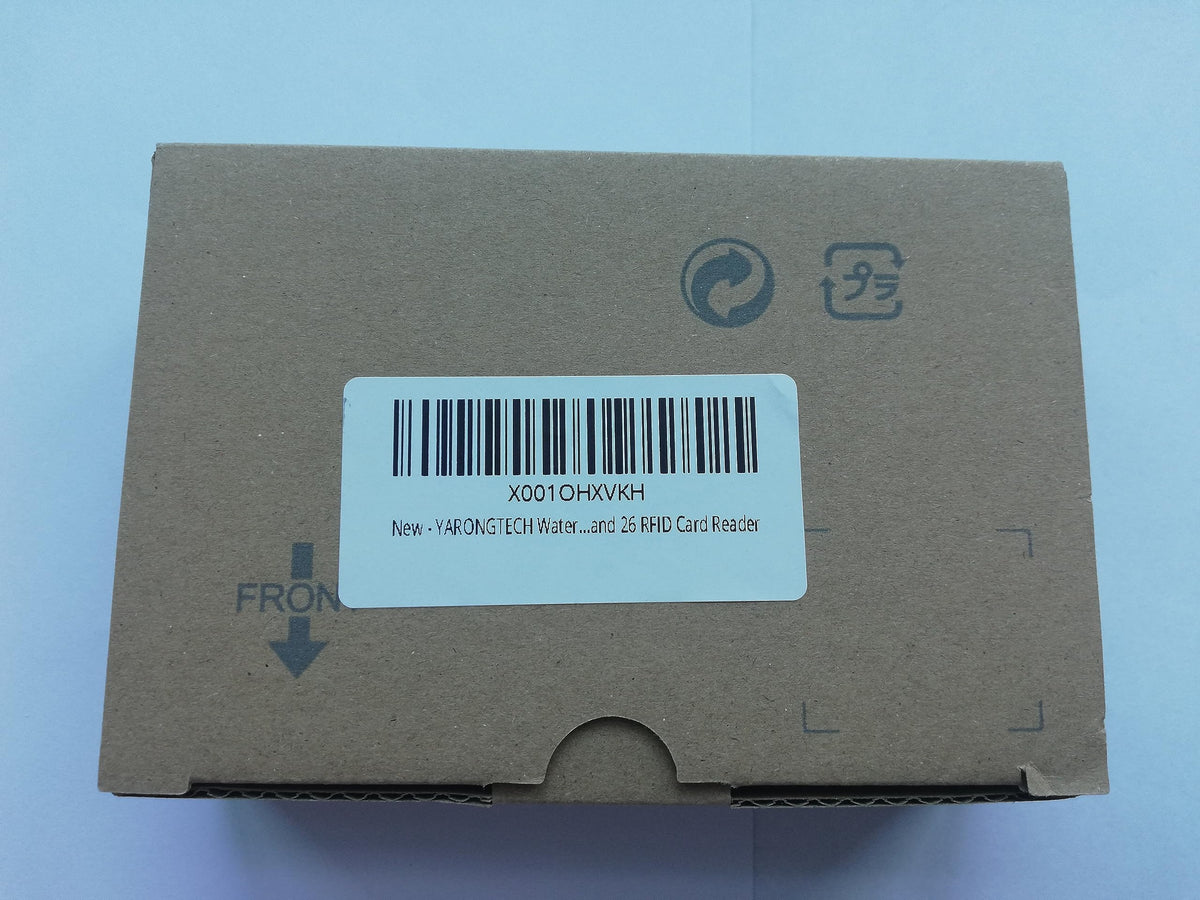 プラ
X001OHXVKH
New - YARONGTECH Water...and 26 RFID Card Reader
FRON